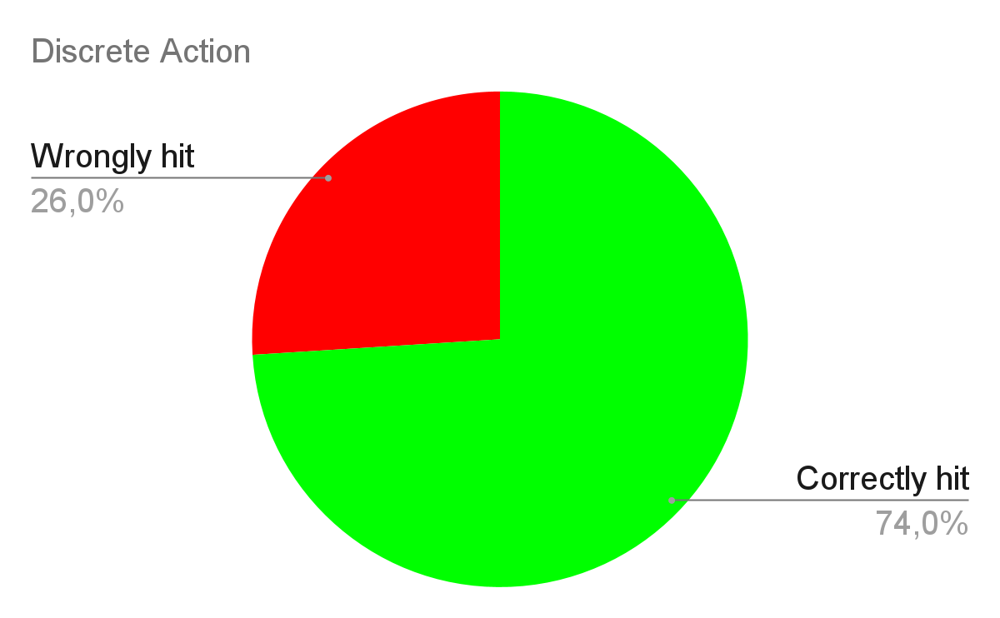 Discrete Action
Wrongly hit
26,0%
Correctly hit
74,0%